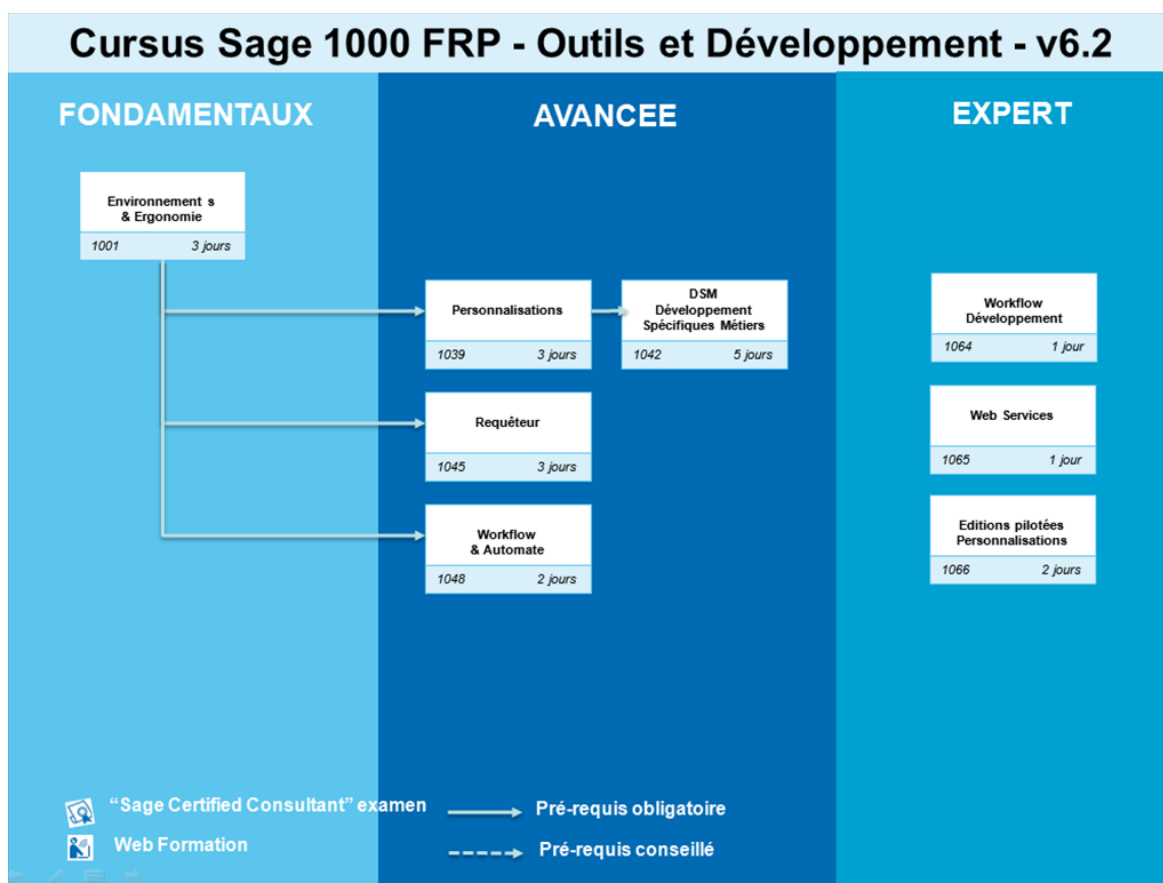 Cursus Sage 1000 FRP - Outils et Développement - v6.2
FONDAMENTAUX
AVANCEE
EXPERT
Environnement s
& Ergonomie
1001 3 jours
Personnalisations
1039 3 jours
DSM
Développement
Spécifiques Métiers
1042 5 jours
Requêteur
1045 3 jours
Workflow
& Automate
1048 2 jours
Workflow
Développement
1064 1 jour
Web Services
1065 1 jour
Editions pilotées
Personnalisations
1066 2 jours
“Sage Certified Consultant” examen
Pré-requis obligatoire
Web Formation
Pré-requis conseillé